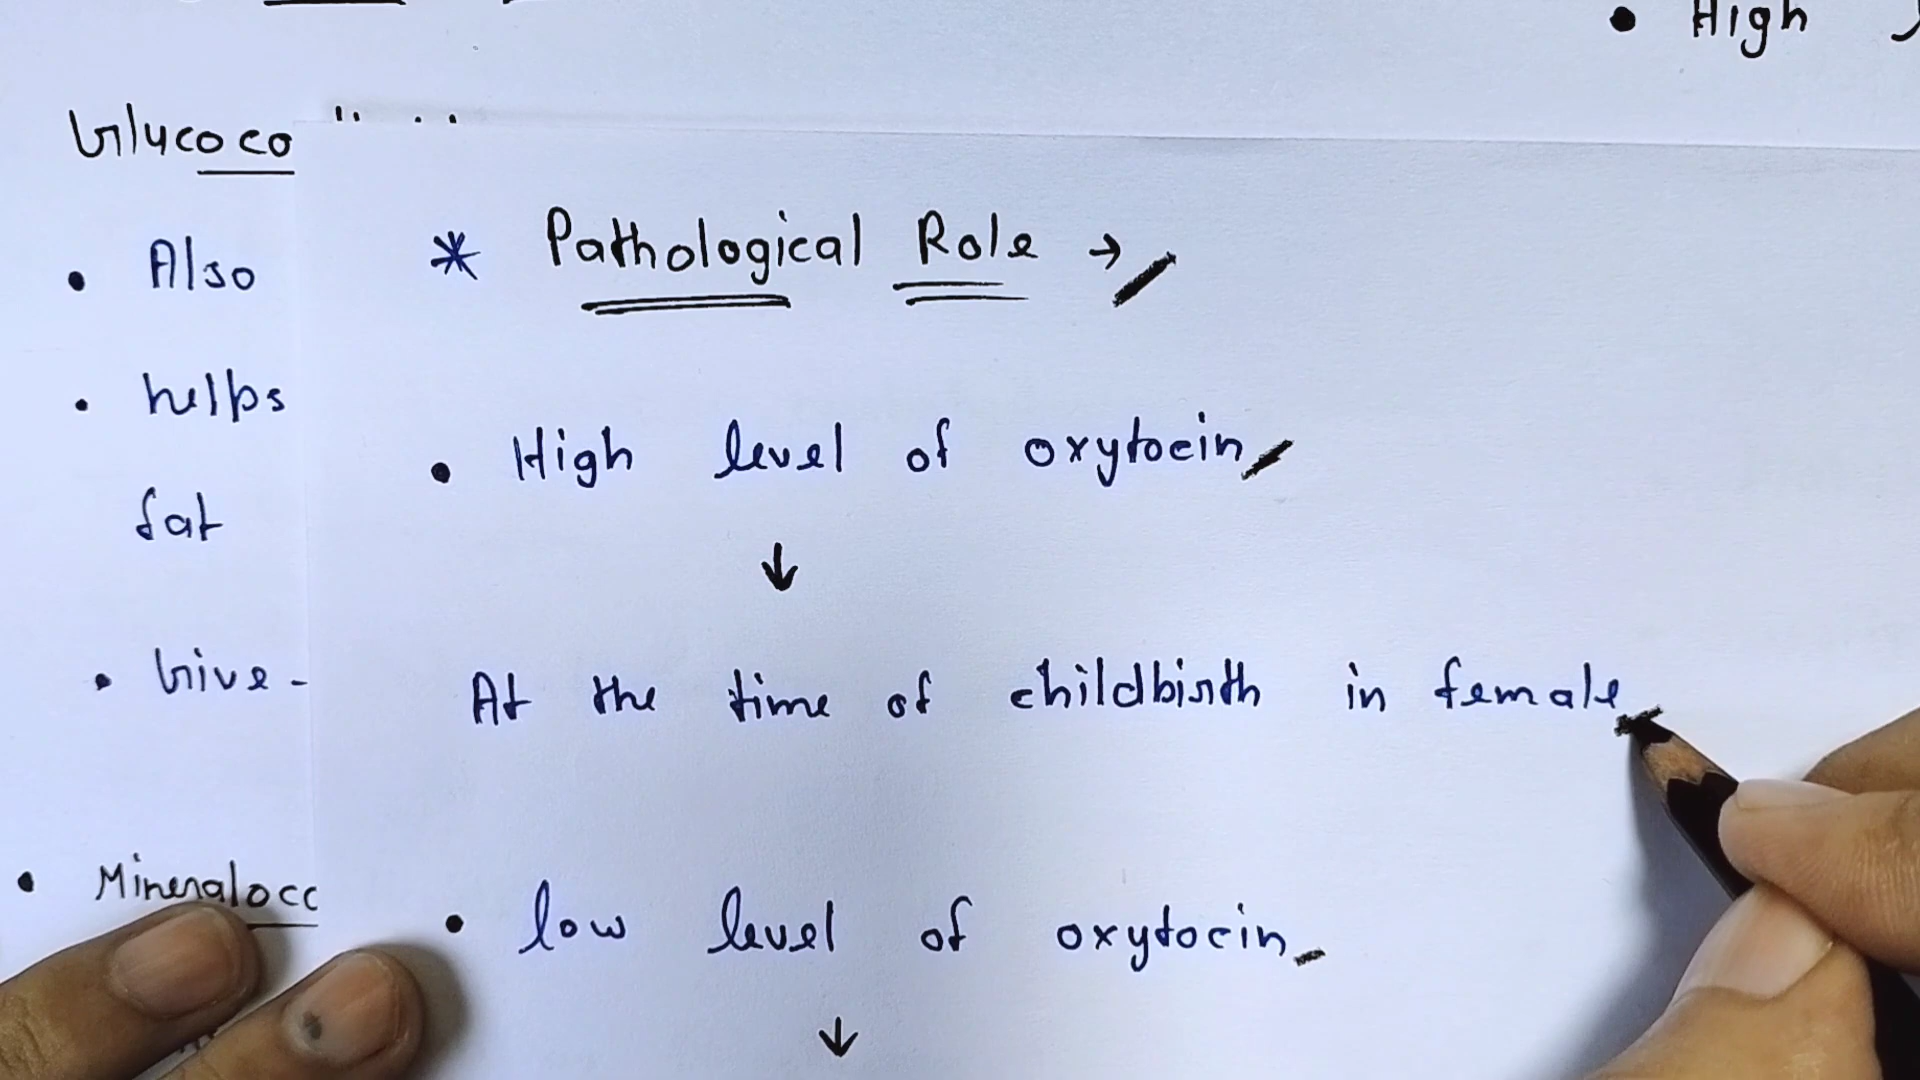 • High
Glucoco
• Also
• helps
fat
• Give -
• Mineralocc
* Pathological Role →
• High level of oxytocin
↓
At the time of childbirth in female
• low level of oxytocin
↓